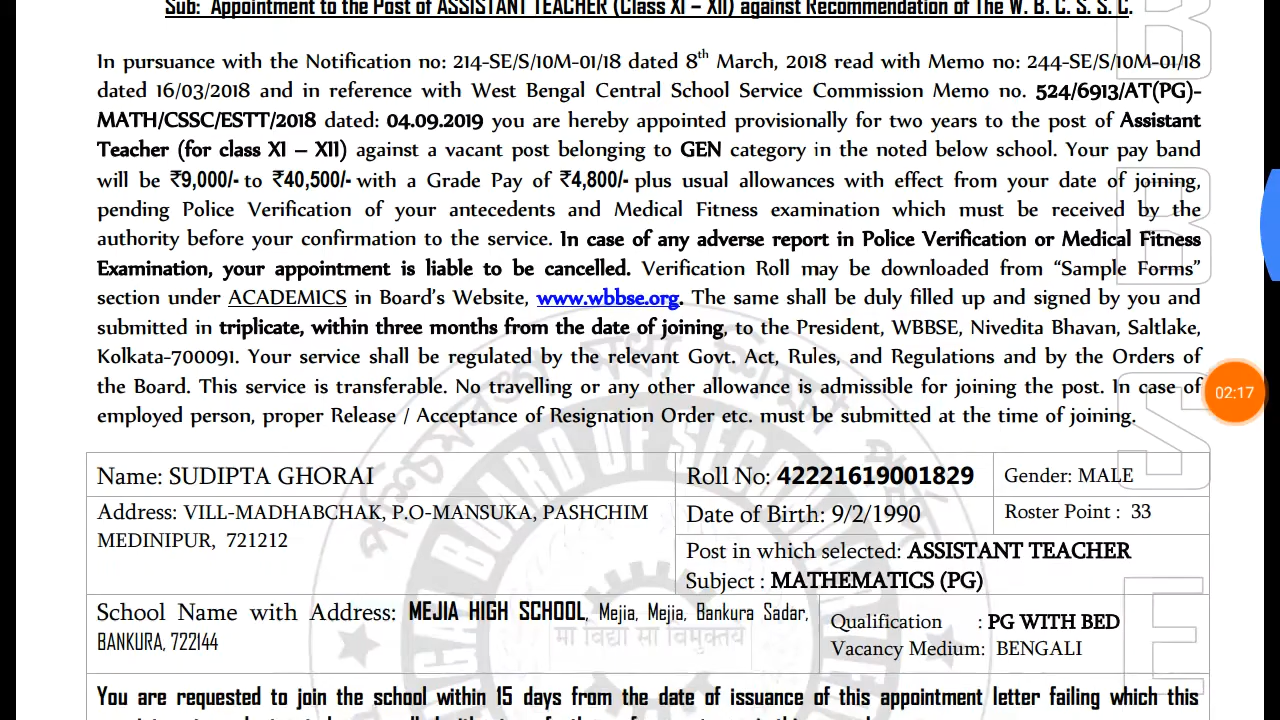 Sub: Appointment to the Post of ASSISTANT TEACHER (Class XI – XII) against Recommendation of The W. B. C. S. S. C.
In pursuance with the Notification no: 214-SE/S/10M-01/18 dated 8th March, 2018 read with Memo no: 244-SE/S/10M-01/18
dated 16/03/2018 and in reference with West Bengal Central School Service Commission Memo no. 524/6913/AT(PG)-
MATH/CSSC/ESTT/2018 dated: 04.09.2019 you are hereby appointed provisionally for two years to the post of Assistant
Teacher (for class XI – XII) against a vacant post belonging to GEN category in the noted below school. Your pay band
will be ₹9,000/- to ₹40,500/- with a Grade Pay of ₹4,800/- plus usual allowances with effect from your date of joining,
pending Police Verification of your antecedents and Medical Fitness examination which must be received by the
authority before your confirmation to the service. In case of any adverse report in Police Verification or Medical Fitness
Examination, your appointment is liable to be cancelled. Verification Roll may be downloaded from “Sample Forms”
section under ACADEMICS in Board’s Website, www.wbbse.org. The same shall be duly filled up and signed by you and
submitted in triplicate, within three months from the date of joining, to the President, WBBSE, Nivedita Bhavan, Saltlake,
Kolkata-700091. Your service shall be regulated by the relevant Govt. Act, Rules, and Regulations and by the Orders of
the Board. This service is transferable. No travelling or any other allowance is admissible for joining the post. In case of
employed person, proper Release / Acceptance of Resignation Order etc. must be submitted at the time of joining.
02:17
Name: SUDIPTA GHORAI
Roll No: 42221619001829
Gender: MALE
Address: VILL-MADHABCHAK, P.O-MANSUKA, PASHCHIM
MEDINIPUR, 721212
Date of Birth: 9/2/1990
Roster Point : 33
Post in which selected: ASSISTANT TEACHER
Subject : MATHEMATICS (PG)
School Name with Address: MEJIA HIGH SCHOOL, Mejia, Mejia, Bankura Sadar,
BANKURA, 722144
Qualification : PG WITH BED
Vacancy Medium: BENGALI
You are requested to join the school within 15 days from the date of issuance of this appointment letter failing which this